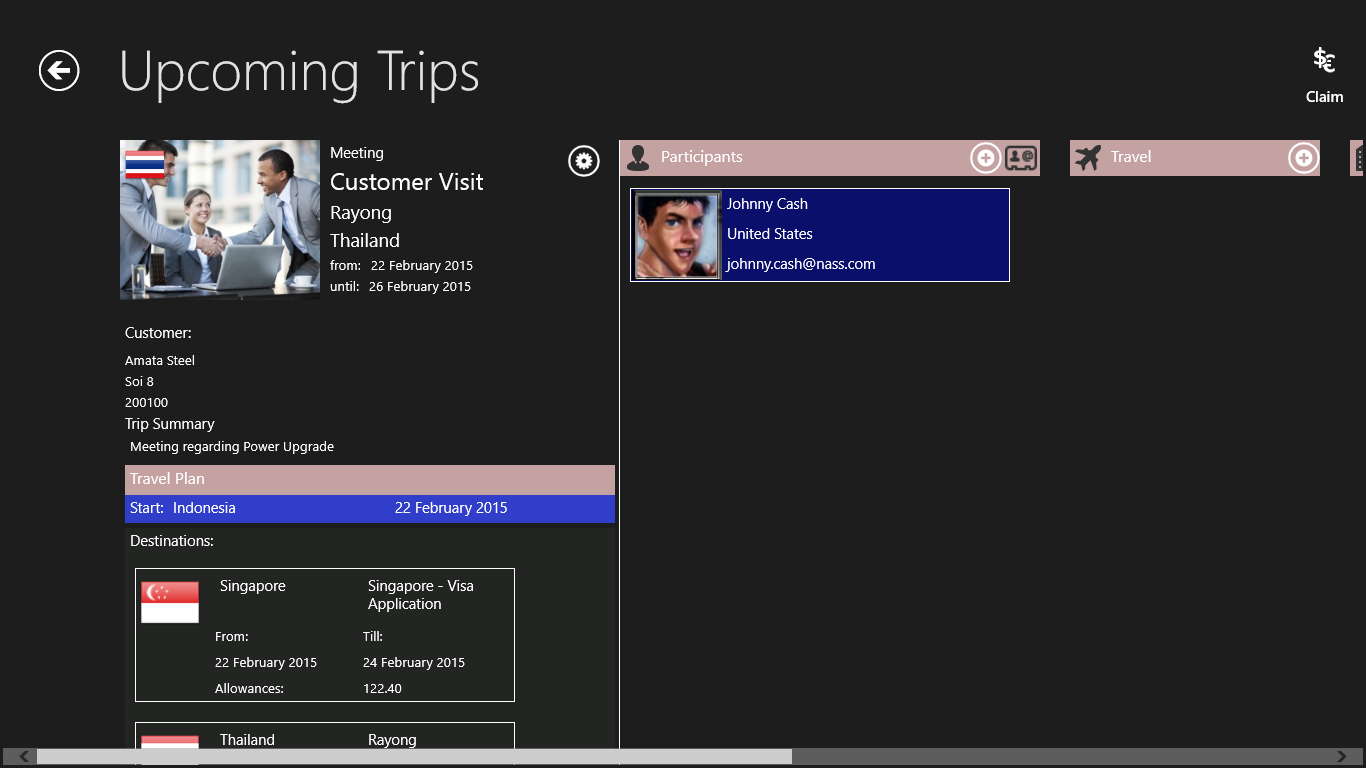 Upcoming Trips
Claim
Meeting
Customer Visit
Rayong
Thailand
from: 22 February 2015
until: 26 February 2015
Customer:
Amata Steel
Soi 8
200100
Trip Summary
Meeting regarding Power Upgrade
Travel Plan
Start: Indonesia 22 February 2015
Destinations:
Singapore
Singapore - Visa
Application
From: Till:
22 February 2015 24 February 2015
Allowances: 122.40
Thailand Rayong
Participants
Johnny Cash
United States
johnny.cash@nass.com
Travel